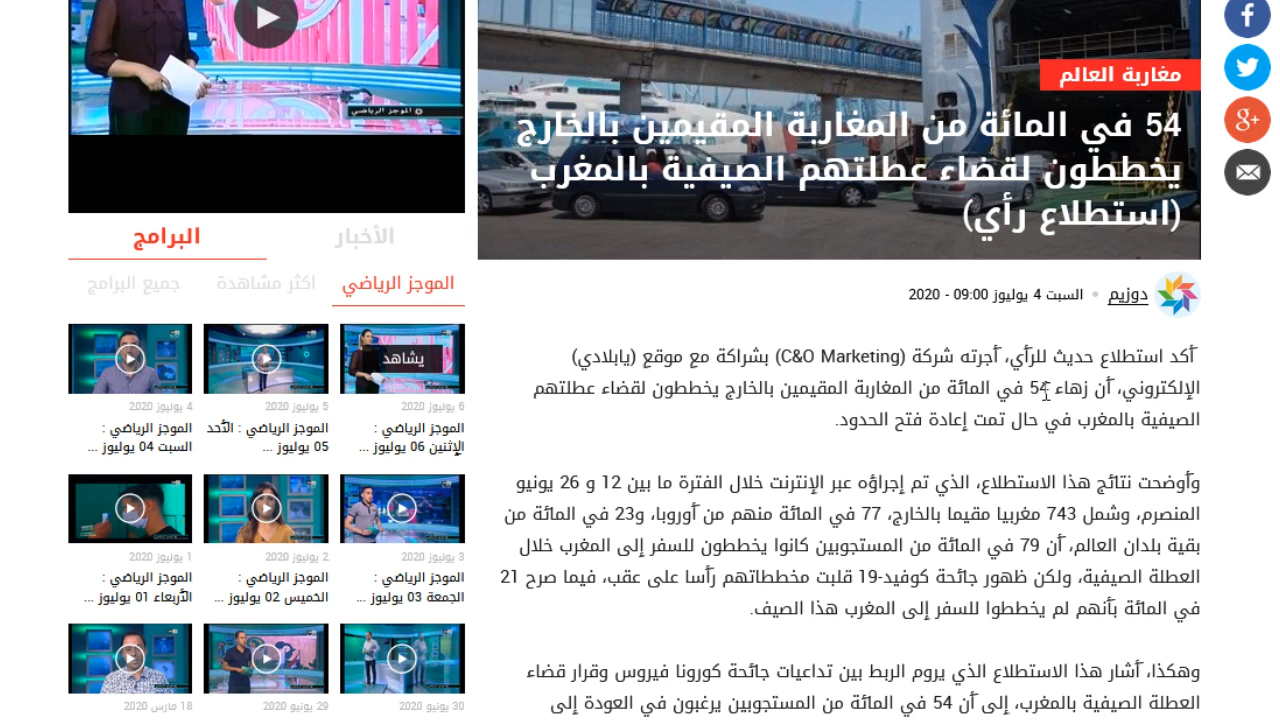 مغاربة العالم
54 في المائة من المغاربة المقيمين بالخارج
يخططون لقضاء عطلتهم الصيفية بالمغرب
(استطلاع رأي)
دوزيم • السبت 4 يوليوز 09:00 - 2020
أكد استطلاع حديث للرأي، أجرته شركة (C&O Marketing) بشراكة مع موقع (يابلادي)
الإلكتروني، أن زهاء 54 في المائة من المغاربة المقيمين بالخارج يخططون لقضاء عطلتهم
الصيفية بالمغرب في حال تمت إعادة فتح الحدود.
وأوضحت نتائج هذا الاستطلاع، الذي تم إجراؤه عبر الإنترنت خلال الفترة ما بين 12 و 26 يونيو
المنصرم، وشمل 743 مغربيا مقيما بالخارج، 77 في المائة منهم من أوروبا، و23 في المائة من
بقية بلدان العالم، أن 79 في المائة من المستجوبين كانوا يخططون للسفر إلى المغرب خلال
العطلة الصيفية، ولكن ظهور جائحة كوفيد-19 قلبت مخططاتهم رأسا على عقب، فيما صرح 21
في المائة بأنهم لم يخططوا للسفر إلى المغرب هذا الصيف.
وهكذا، أشار هذا الاستطلاع الذي يروم الربط بين تداعيات جائحة كورونا فيروس وقرار قضاء
العطلة الصيفية بالمغرب، إلى أن 54 في المائة من المستجوبين يرغبون في العودة إلى
الموجز الرياضي
الأخبار
البرامج
الموجز الرياضي
اكثر مشاهدة
جميع البرامج
يشاهد
6 يوليوز 2020
الموجز الرياضي :
الإثنين 06 يوليوز ...
5 يوليوز 2020
الموجز الرياضي : الأحد
05 يوليوز ...
4 يوليوز 2020
الموجز الرياضي :
السبت 04 يوليوز ...
3 يوليوز 2020
الموجز الرياضي :
الجمعة 03 يوليوز ...
2 يوليوز 2020
الموجز الرياضي :
الخميس 02 يوليوز ...
1 يوليوز 2020
الموجز الرياضي :
الأربعاء 01 يوليوز ...
30 يونيو 2020
29 يونيو 2020
18 مارس 2020